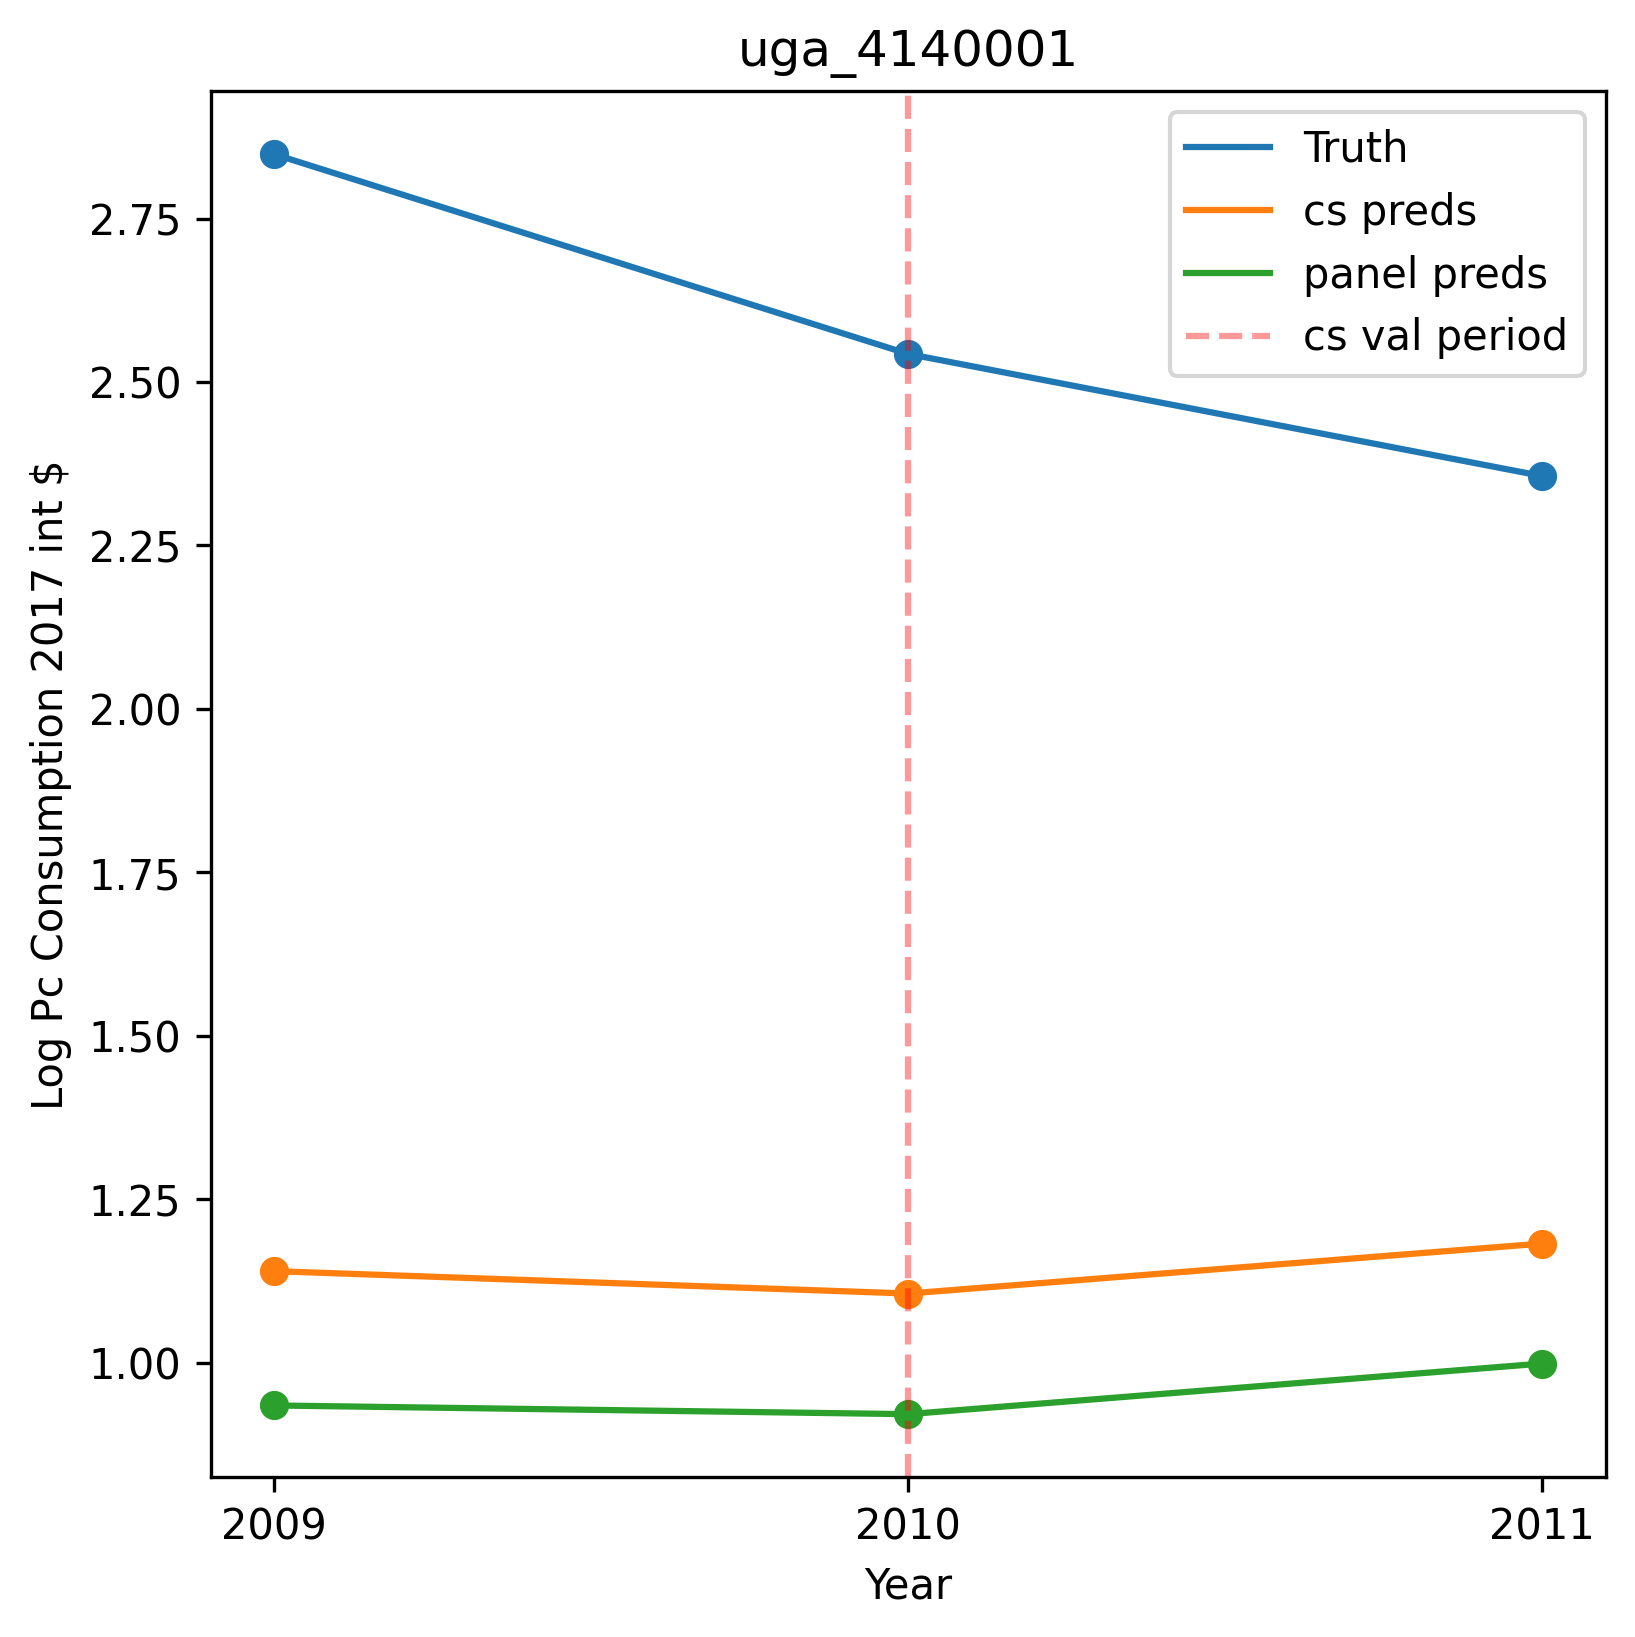 uga_4140001
Truth
cs preds
panel preds
cs val period
Log Pc Consumption 2017 int $
2.75
2.50
2.25
2.00
1.75
1.50
1.25
1.00
2009 2010 2011
Year